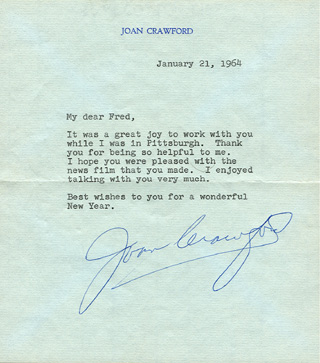 JOAN CRAWFORD
January 21, 1964
My dear Fred,
It was a great joy to work with you
while I was in Pittsburgh. Thank
you for being so helpful to me.
I hope you were pleased with the
news film that you made. I enjoyed
talking with you very much.
Best wishes to you for a wonderful
New Year.
Joan Crawford